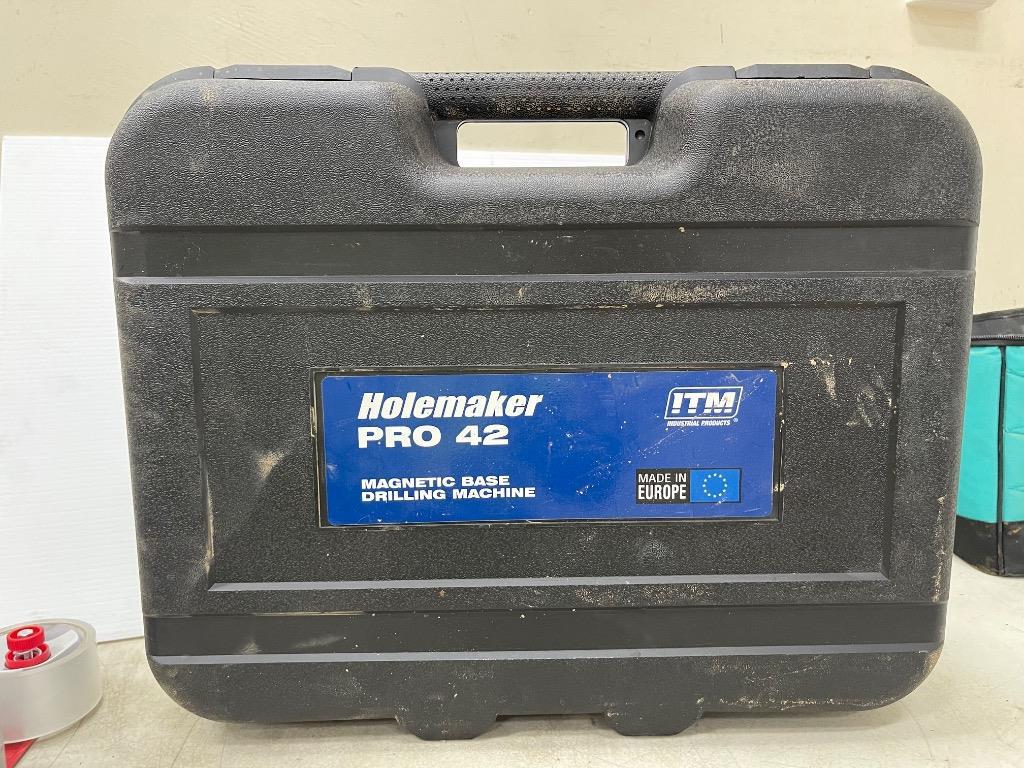 Holemaker
PRO 42
MAGNETIC BASE
DRILLING MACHINE
ITM
INDUSTRIAL PRODUCTS
MADE IN
EUROPE